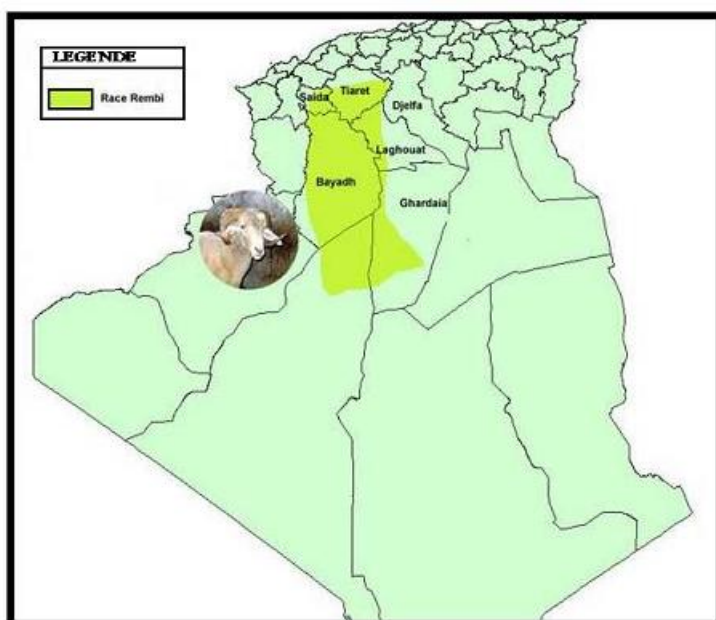 LEGENDE
Race Rembi
Saida
Tiaret
Djelfa
Laghouat
Bayadh
Ghardaia